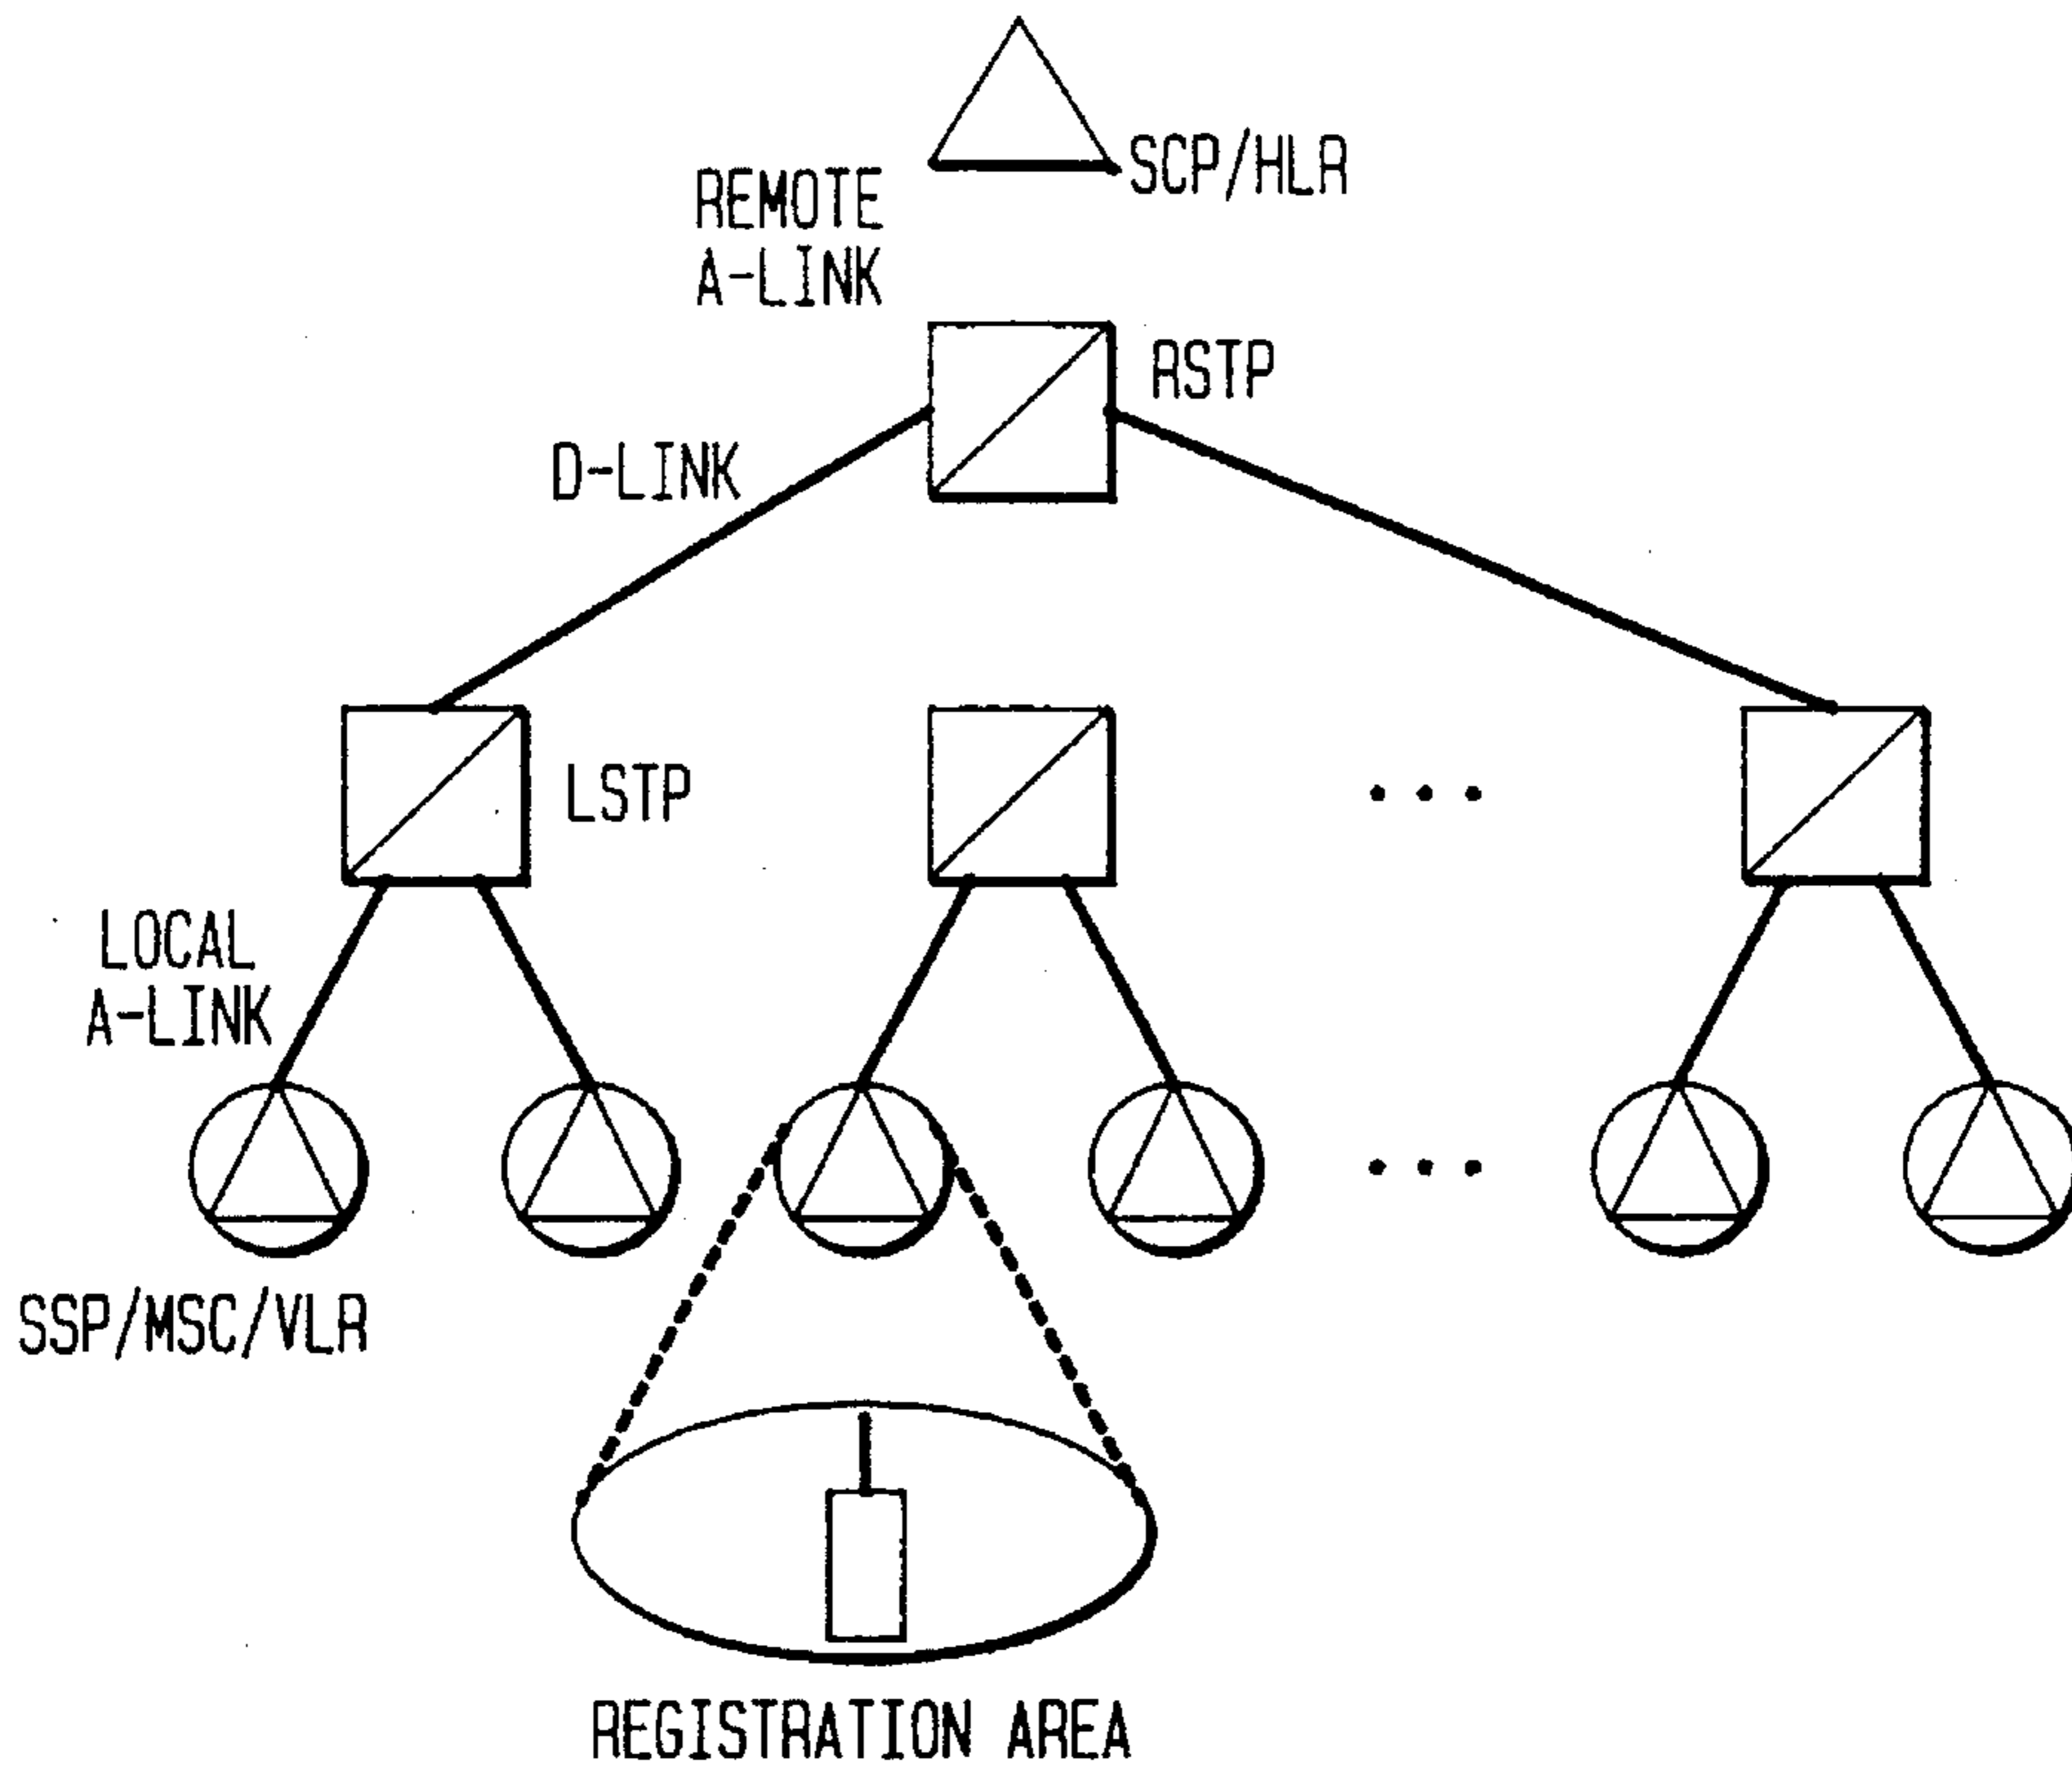 SCP/HLR
REMOTE
A-LINK
RSTP
D-LINK
LSTP
LOCAL
A-LINK
SSP/MSC/VLR
REGISTRATION AREA